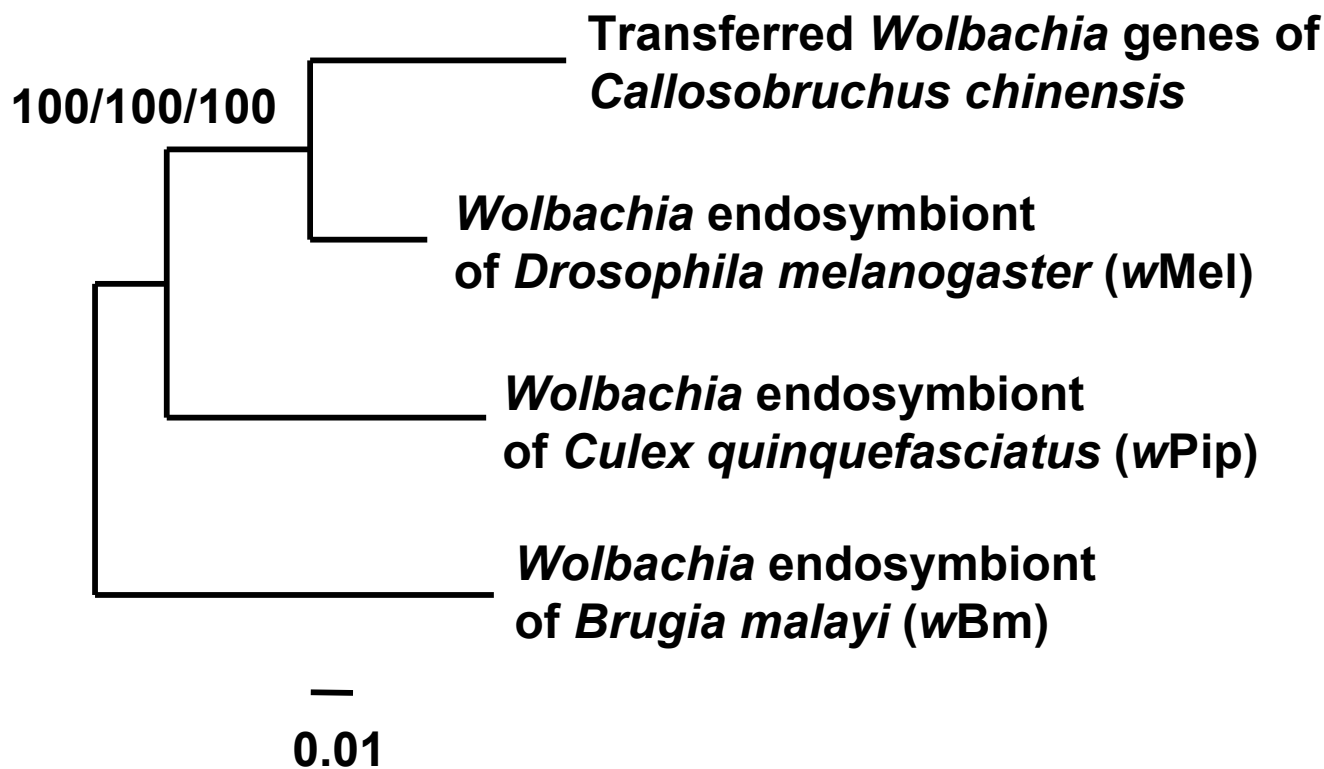 Transferred Wolbachia genes of
Callosobruchus chinensis
100/100/100
Wolbachia endosymbiont
of Drosophila melanogaster (wMel)
Wolbachia endosymbiont
of Culex quinquefasciatus (wPip)
Wolbachia endosymbiont
of Brugia malayi (wBm)
0.01